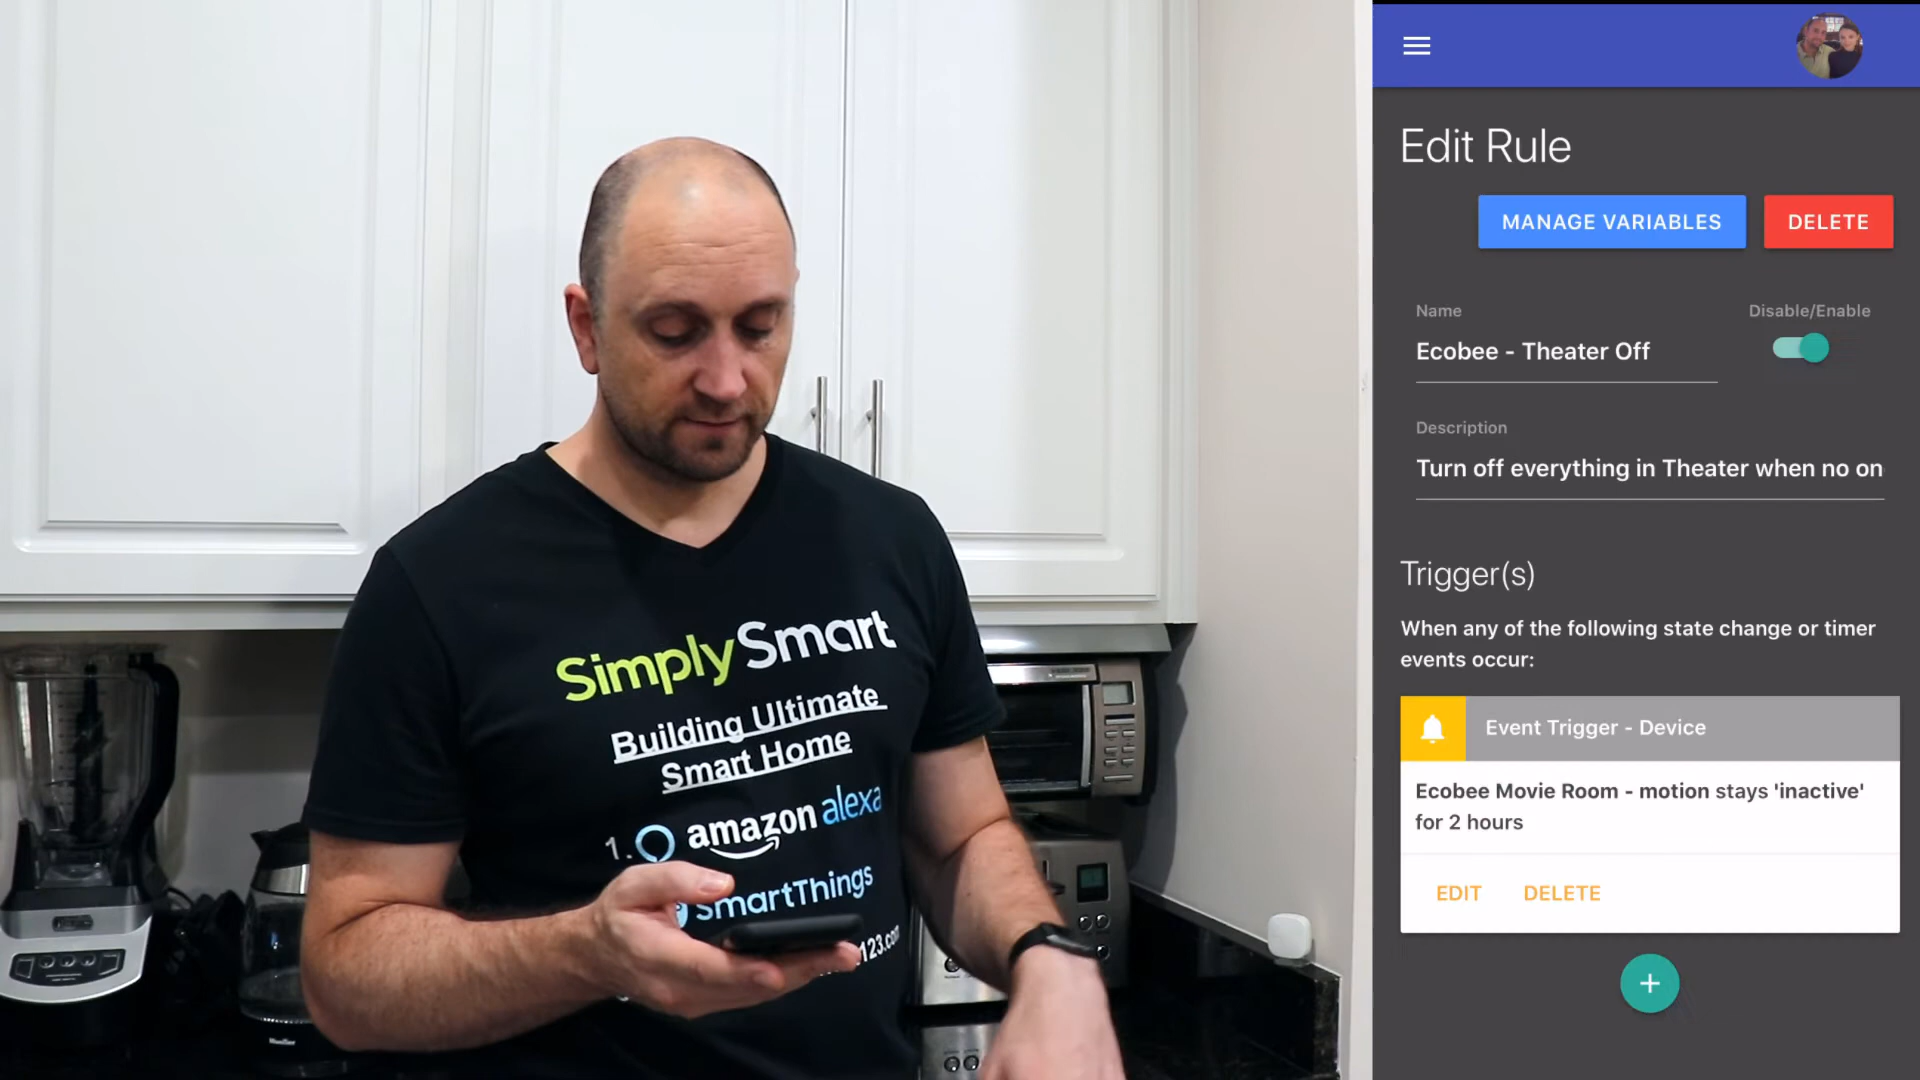 SimplySmart
Building Ultimate
Smart Home
1. amazon alexa
SmartThings
123.com
Edit Rule
MANAGE VARIABLES
DELETE
Name
Disable/Enable
Ecobee - Theater Off
Description
Turn off everything in Theater when no on
Trigger(s)
When any of the following state change or timer
events occur:
Event Trigger - Device
Ecobee Movie Room - motion stays 'inactive'
for 2 hours
EDIT
DELETE